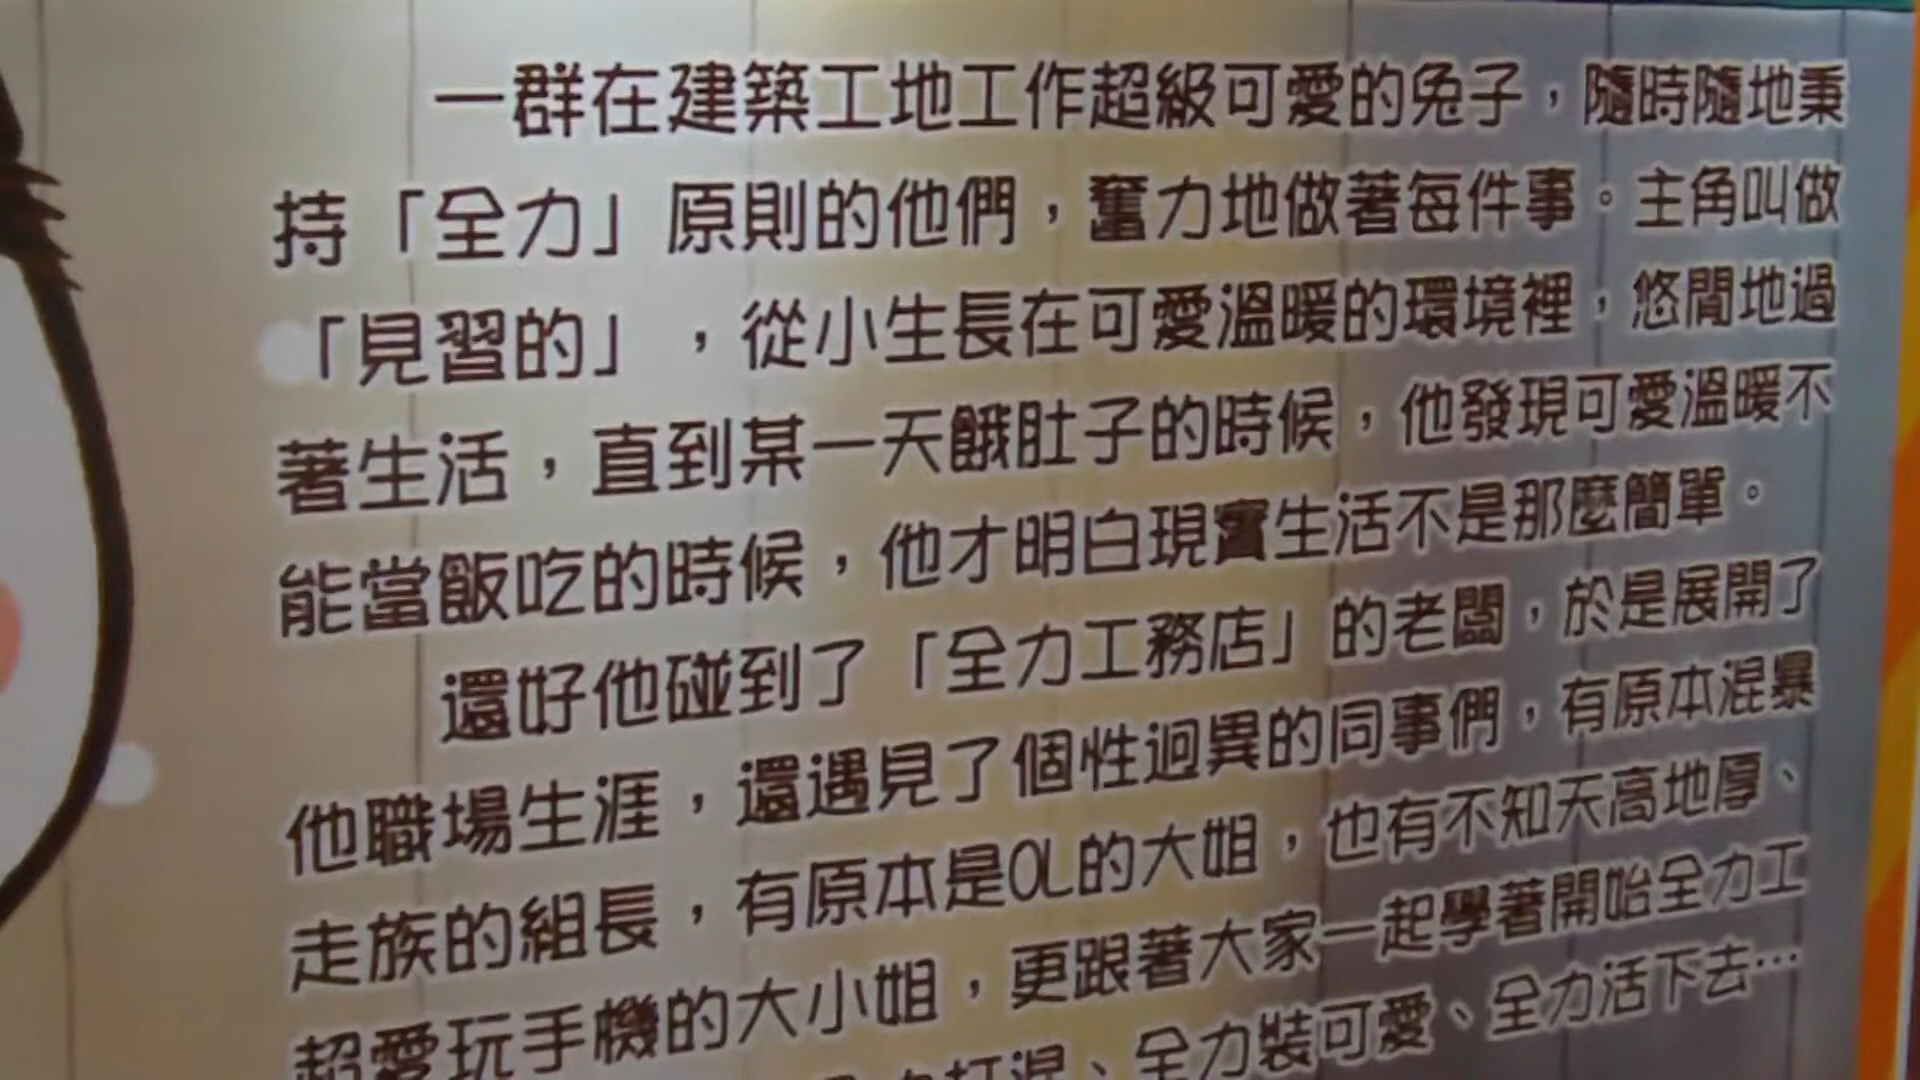 一群在建築工地工作超級可愛的兔子，隨時隨地秉
持「全力」原則的他們，奮力地做著每件事。主角叫做
「見習的」，從小生長在可愛溫暖的環境裡，悠閒地過
著生活，直到某一天餓肚子的時候，他發現可愛溫暖不
能當飯吃的時候，他才明白現實生活不是那麼簡單。
還好他碰到了「全力工務店」的老闆，於是展開了
他職場生涯，還遇見了個性迥異的同事們，有原本混暴
走族的組長，有原本是OL的大姐，也有不知天高地厚、
超愛玩手機的大小姐，更跟著大家一起學著開始全力工
打混、全力裝可愛、全力活下去…